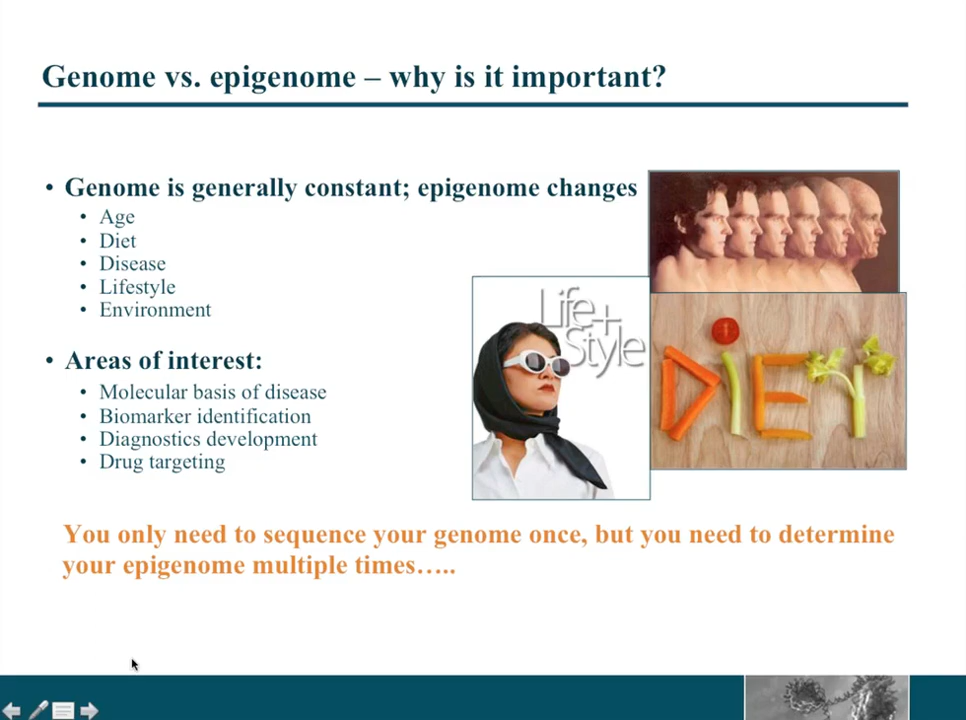 Genome vs. epigenome – why is it important?
• Genome is generally constant; epigenome changes
• Age
• Diet
• Disease
• Lifestyle
• Environment
• Areas of interest:
• Molecular basis of disease
• Biomarker identification
• Diagnostics development
• Drug targeting
Life+
Style
DiET
You only need to sequence your genome once, but you need to determine
your epigenome multiple times…..